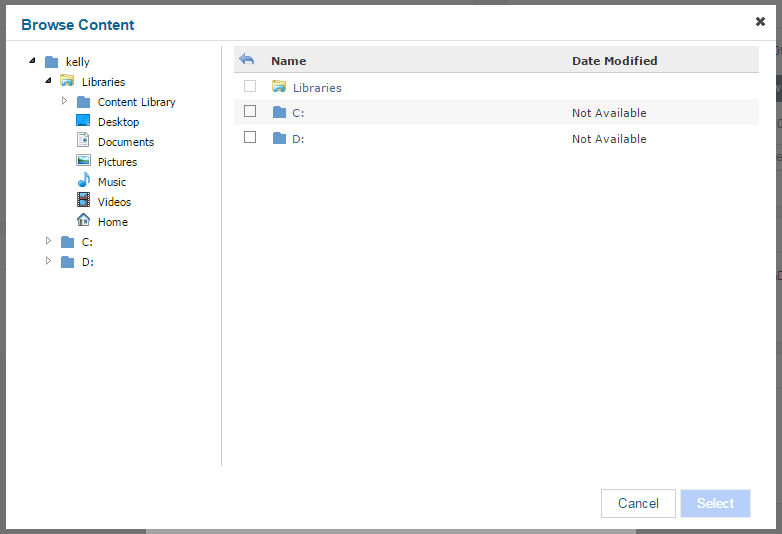 Browse Content
kelly
Libraries
Content Library
Desktop
Documents
Pictures
Music
Videos
Home
C:
D:
Name Date Modified
Libraries
C: Not Available
D: Not Available
Cancel Select